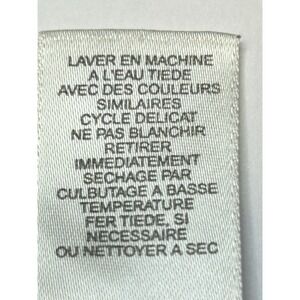 LAVER EN MACHINE
A L'EAU TIEDE
AVEC DES COULEURS
SIMILAIRES
CYCLE DELICAT
NE PAS BLANCHIR
RETIRER
IMMEDIATEMENT
SECHAGE PAR
CULBUTAGE A BASSE
TEMPERATURE
FER TIEDE, SI
NECESSAIRE
OU NETTOYER A SEC